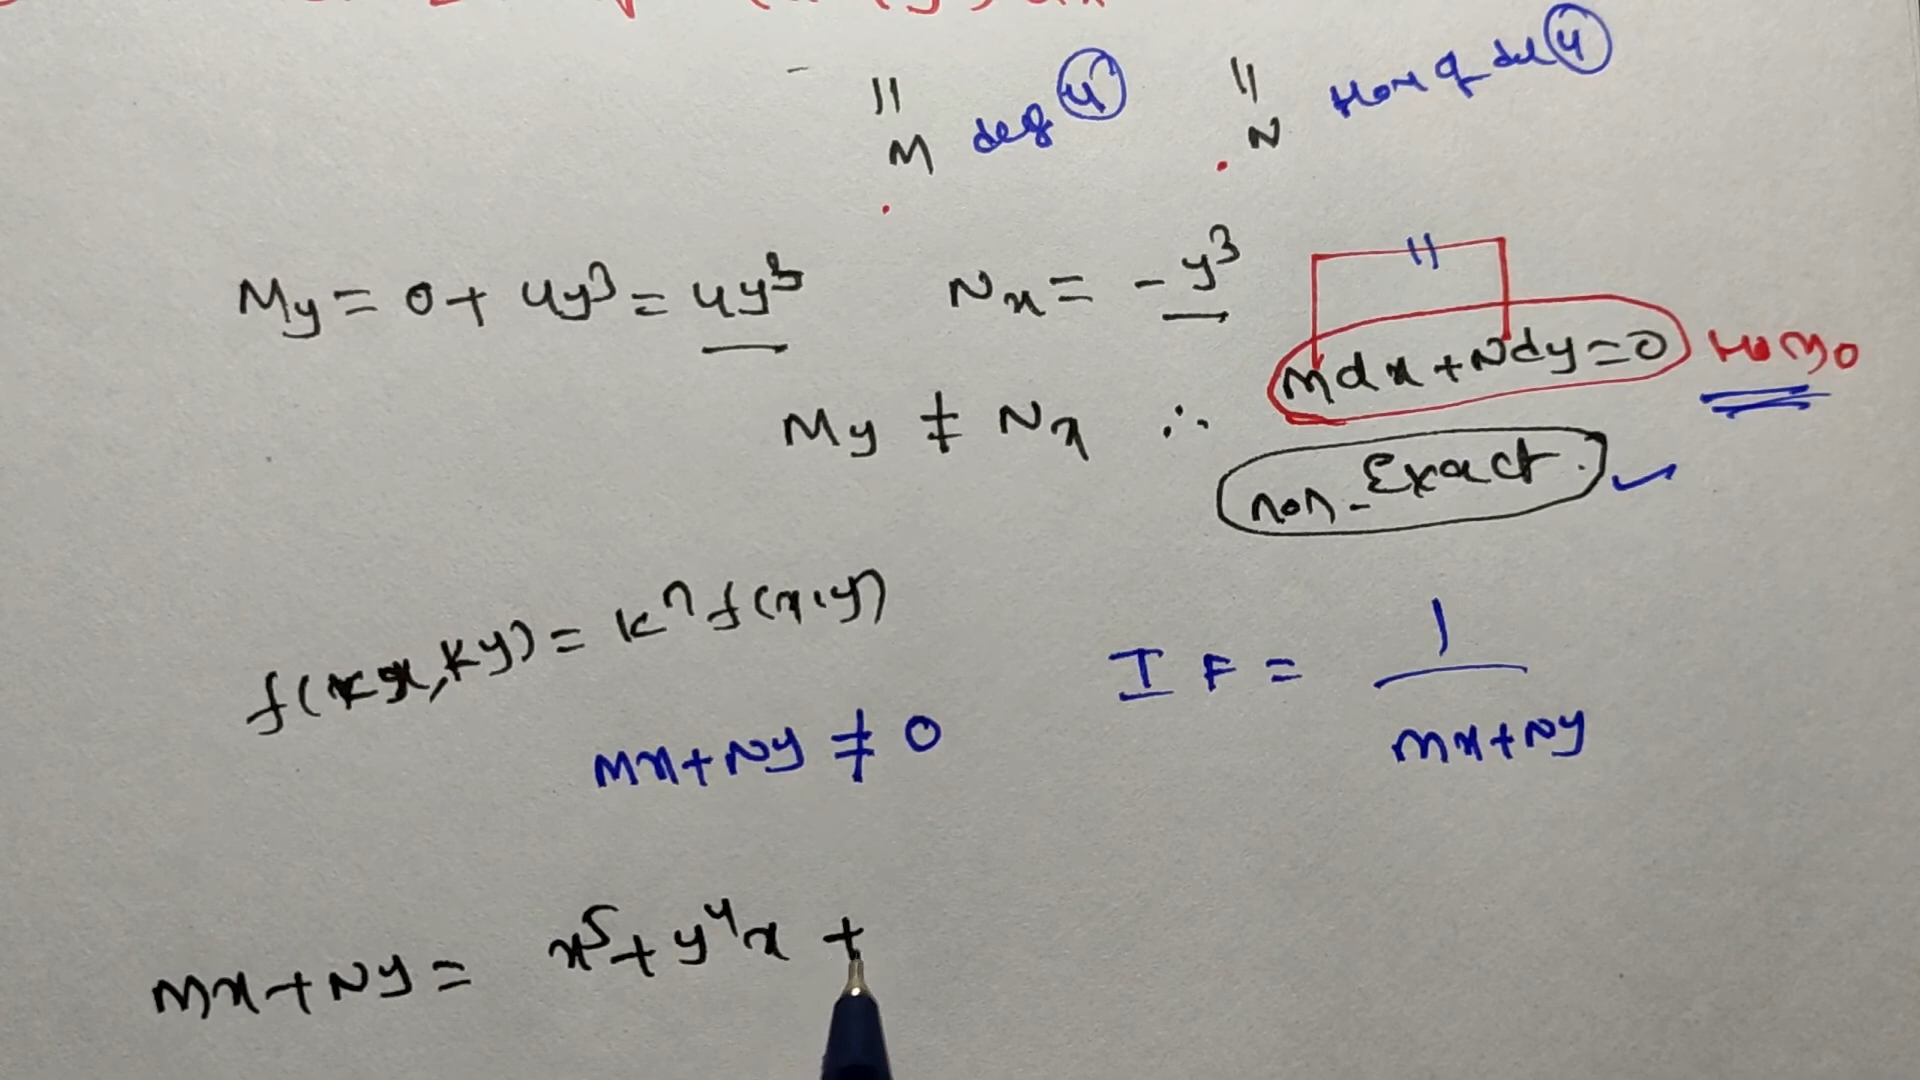 || ||
M deg 4 N Hom of deg 4
My = 0 + 4y³ = 4y³ Nx = -y³
Mdx + Ndy = 0 Homo
My ≠ Nx ∴
non-Exact.
f(kx, ky) = kⁿ f(x,y)
Mx + Ny ≠ 0
IF = 1 / Mx + Ny
Mx + Ny = x⁵ + y⁴x +